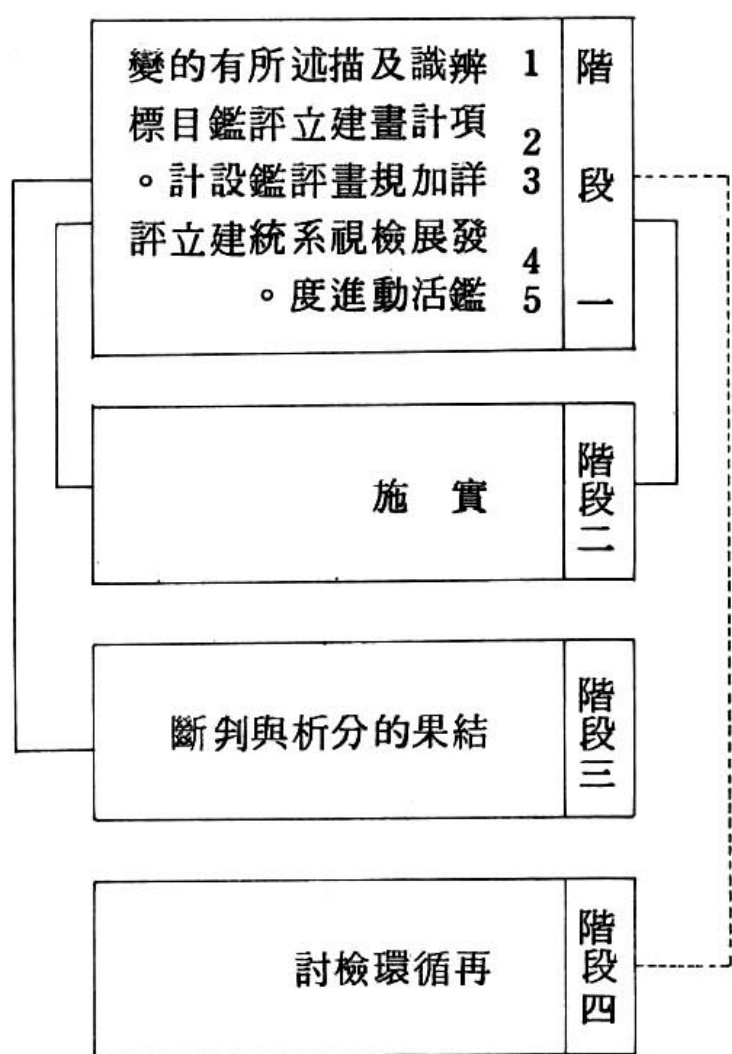 階段一
1 辨識及描述所有的變
2 項計畫建立評鑑目標
3 詳加規畫評鑑設計。
4 發展檢視系統建立評
5 鑑活動進度。
階段二
實施
階段三
結果的分析與判斷
階段四
再循環檢討